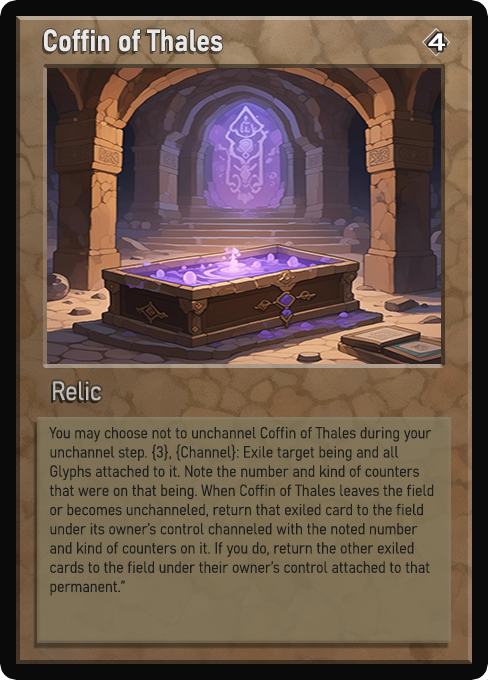 Coffin of Thales
4
Relic
You may choose not to unchannel Coffin of Thales during your
unchannel step. {3}, {Channel}: Exile target being and all
Glyphs attached to it. Note the number and kind of counters
that were on that being. When Coffin of Thales leaves the field
or becomes unchanneled, return that exiled card to the field
under its owner's control channeled with the noted number
and kind of counters on it. If you do, return the other exiled
cards to the field under their owner's control attached to that
permanent.”